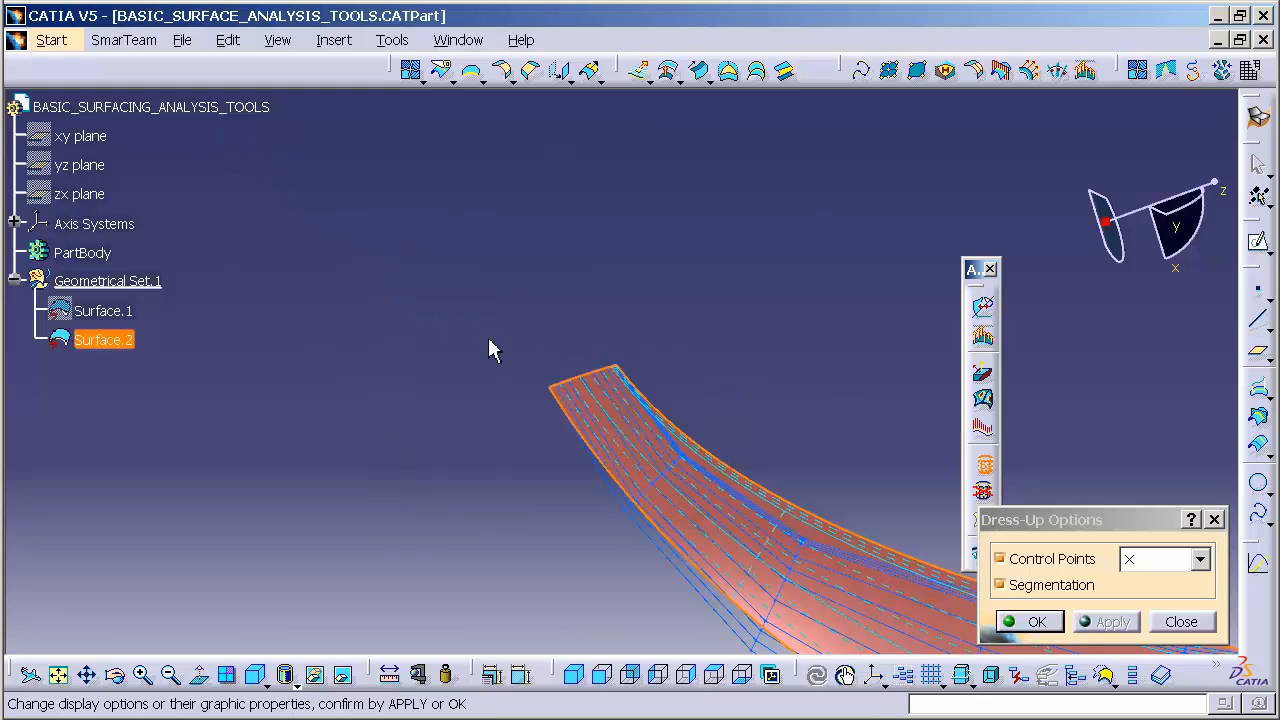 CATIA V5 - [BASIC_SURFACE_ANALYSIS_TOOLS.CATPart]
Start SmarTeam File Edit View Insert Tools Window Help
BASIC_SURFACING_ANALYSIS_TOOLS
xy plane
yz plane
zx plane
Axis Systems
PartBody
Geometrical Set.1
Surface.1
Surface.2
z
Y
x
A..
Dress-Up Options
Control Points
Segmentation
OK Apply Close
CATIA
Change display options or their graphic properties, confirm by APPLY or OK